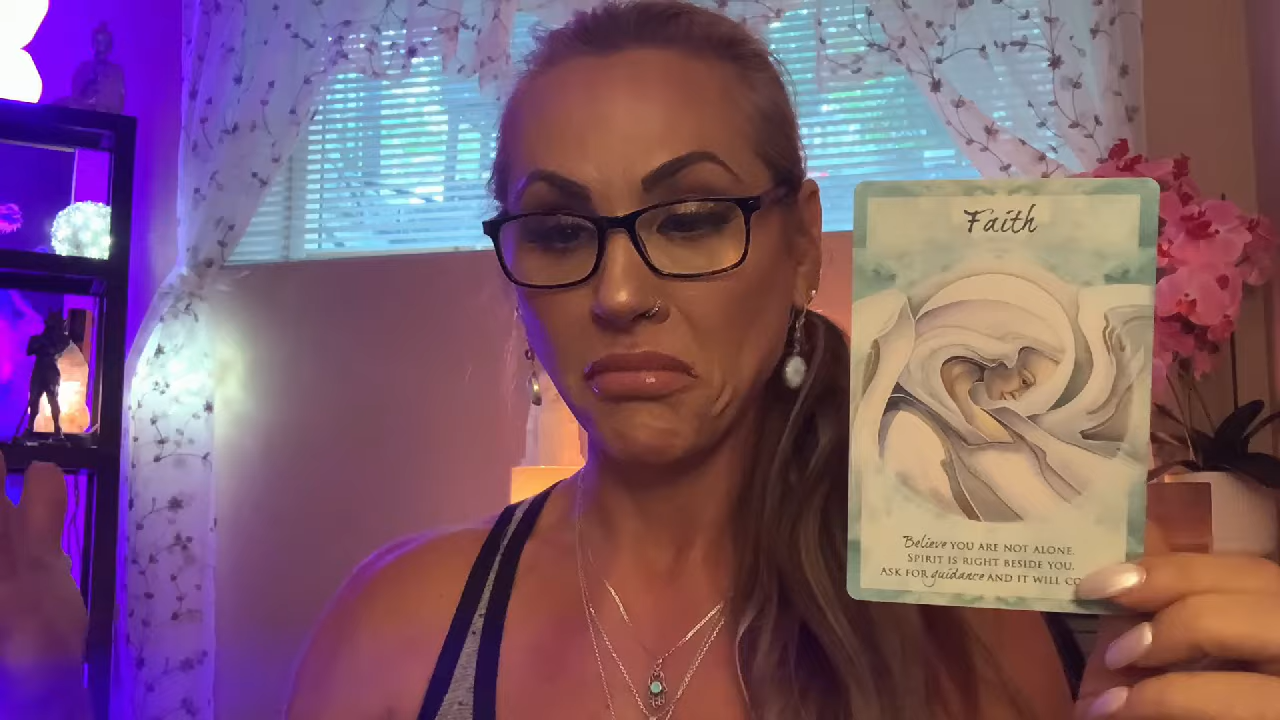 Faith
Believe YOU ARE NOT ALONE.
SPIRIT IS RIGHT BESIDE YOU.
ASK FOR guidance AND IT WILL